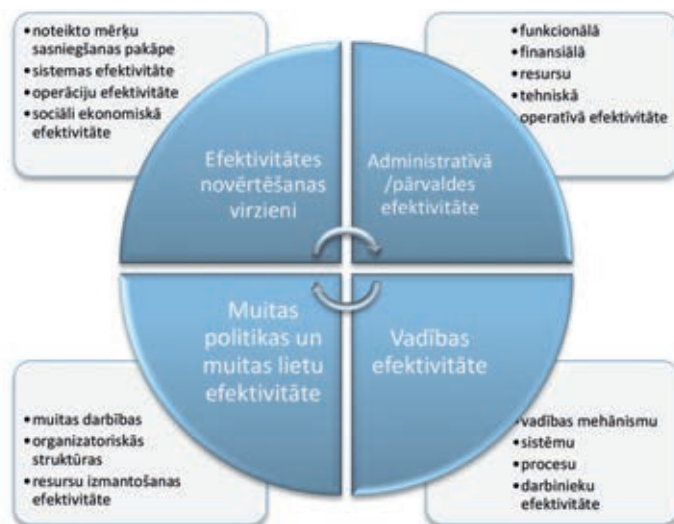 •noteikto mērķu
sasniegšanas pakāpe
•sistemas efektivitāte
•operāciju efektivitāte
•sociāli ekonomiskā
efektivitāte
•funkcionālā
•finansiālā
•resursu
•tehniskā
operatīvā efektivitāte
Efektivitātes
novērtēšanas
virzieni
Administratīvā
/pārvaldes
efektivitāte
Muitas
politikas un
muitas lietu
efektivitāte
Vadības
efektivitāte
•muitas darbības
•organizatoriskās
struktūras
•resursu izmantošanas
efektivitāte
•vadības mehānismu
•sistēmu
•procesu
•darbinieku
efektivitāte